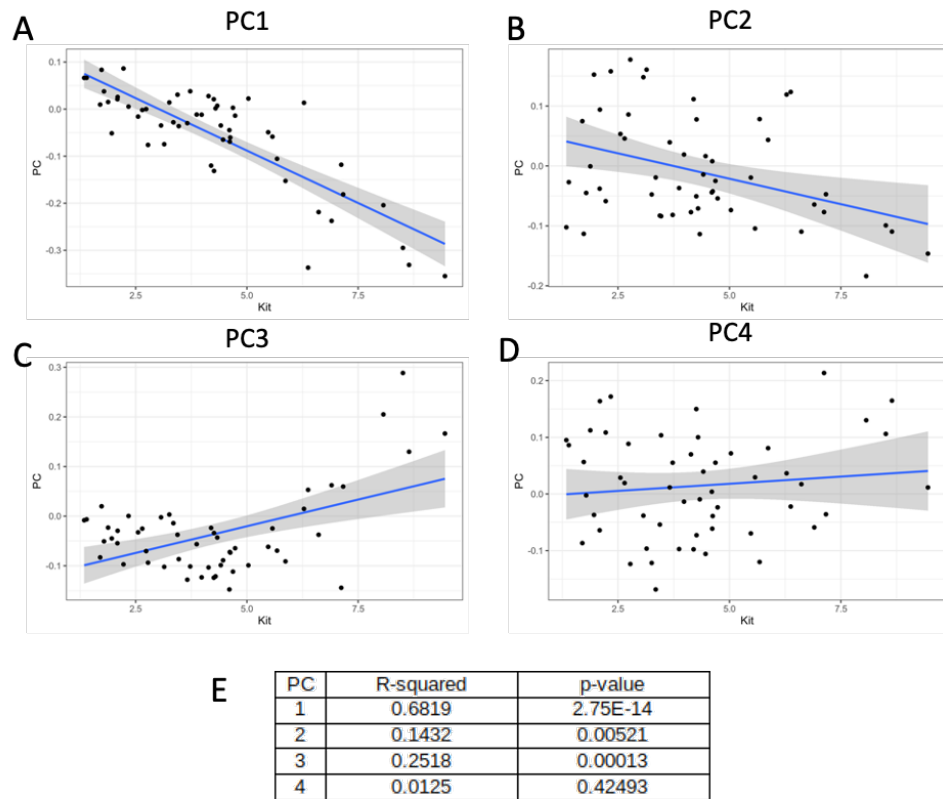 A PC1
0.1
0.0
-0.1
-0.2
-0.3
PC
2.5 5.0 7.5
Kit
B PC2
0.1
0.0
-0.1
-0.2
PC
2.5 5.0 7.5
Kit
C PC3
0.3
0.2
0.1
0.0
-0.1
PC
2.5 5.0 7.5
Kit
D PC4
0.2
0.1
0.0
-0.1
PC
2.5 5.0 7.5
Kit
E
PC R-squared p-value
1 0.6819 2.75E-14
2 0.1432 0.00521
3 0.2518 0.00013
4 0.0125 0.42493